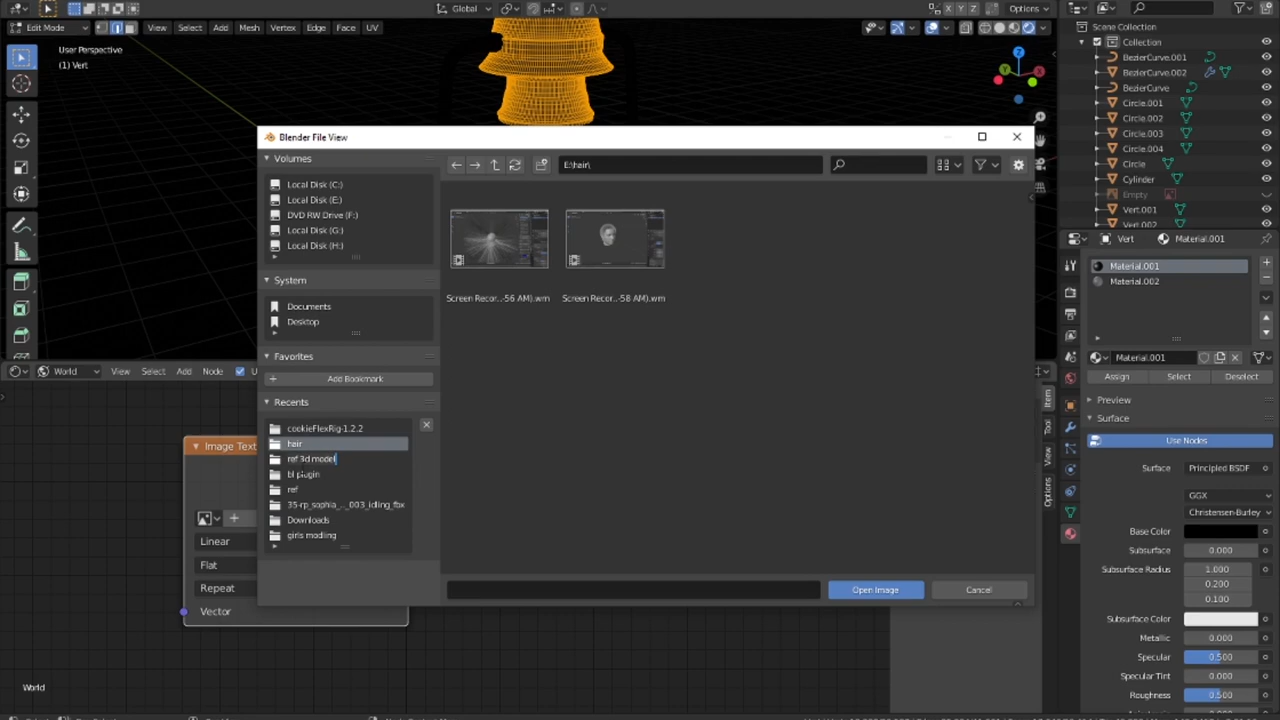 Global
Options
Edit Mode
View
Select
Add
Mesh
Vertex
Edge
Face
UV
User Perspective
(1) Vert
X
Z
Y
Scene Collection
Collection
BezierCurve.001
BezierCurve.002
BezierCurve
Circle.001
Circle.002
Circle.003
Circle.004
Circle
Cylinder
Empty
Vert.001
Vert.002
Blender File View
Volumes
Local Disk (C:)
Local Disk (E:)
DVD RW Drive (F:)
Local Disk (G:)
Local Disk (H:)
System
Documents
Desktop
Favorites
Add Bookmark
Recents
cookieFlexRig-1.2.2
hair
ref 3d model
bl plugin
ref
35-rp_sophia_..._003_idling_fbx
Downloads
girls modling
E:\hair\
Screen Recor...-56 AM).wm
Screen Recor...-58 AM).wm
Open Image
Cancel
Vert
Material.001
Material.001
Material.002
Material.001
Assign
Select
Deselect
Preview
Surface
Use Nodes
Surface
Principled BSDF
GGX
Christensen-Burley
Base Color
Subsurface
0.000
Subsurface Radius
1.000
0.200
0.100
Subsurface Color
Metallic
0.000
Specular
0.500
Specular Tint
0.000
Roughness
0.500
World
View
Select
Add
Node
U
Image Text
Linear
Flat
Repeat
Vector
World
Item
Tool
View
Options